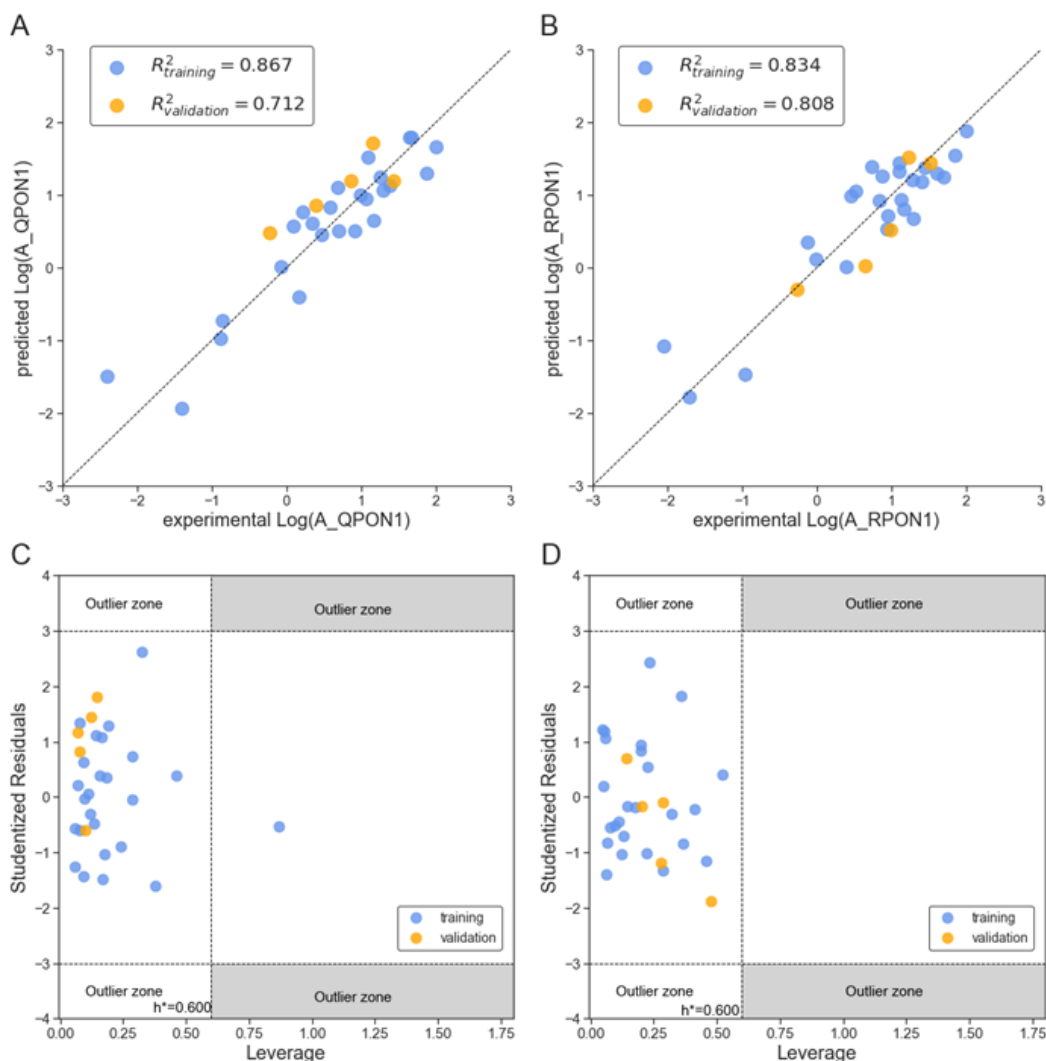 A
R²training = 0.867
R²validation = 0.712
predicted Log(A_QPON1)
3
2
1
0
−1
−2
−3
−3 −2 −1 0 1 2 3
experimental Log(A_QPON1)
B
R²training = 0.834
R²validation = 0.808
predicted Log(A_RPON1)
3
2
1
0
−1
−2
−3
−3 −2 −1 0 1 2 3
experimental Log(A_RPON1)
C
Outlier zone
Outlier zone
Studentized Residuals
4
3
2
1
0
−1
−2
−3
−4
training
validation
Outlier zone
Outlier zone
h*=0.600
0.00 0.25 0.50 0.75 1.00 1.25 1.50 1.75
Leverage
D
Outlier zone
Outlier zone
Studentized Residuals
4
3
2
1
0
−1
−2
−3
−4
training
validation
Outlier zone
Outlier zone
h*=0.600
0.00 0.25 0.50 0.75 1.00 1.25 1.50 1.75
Leverage